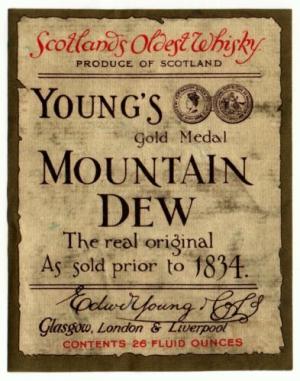 Scotland's Oldest Whisky
PRODUCE OF SCOTLAND
YOUNG'S
Gold Medal
MOUNTAIN
DEW
The real original
As sold prior to 1834.
Edwd Young & Co Ld
Glasgow, London & Liverpool
CONTENTS 26 FLUID OUNCES